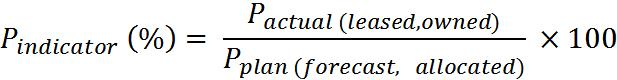 P_indicator (%) = P_actual (leased,owned) / P_plan (forecast, allocated) × 100